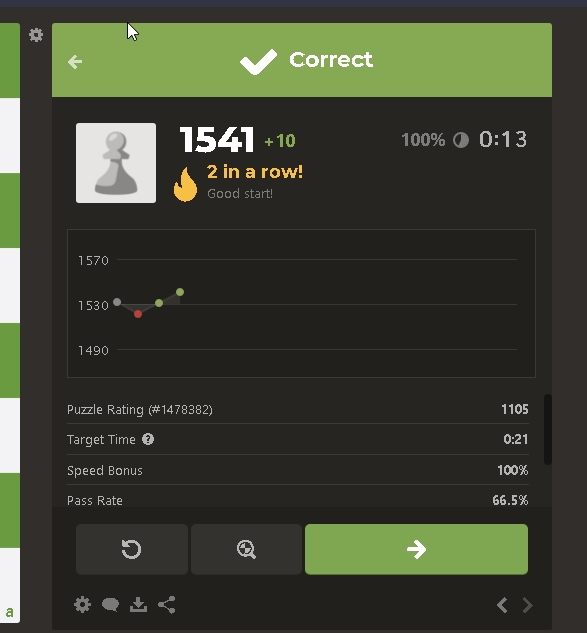 Correct
1541 +10
100% 0:13
2 in a row!
Good start!
1570
1530
1490
Puzzle Rating (#1478382) 1105
Target Time ? 0:21
Speed Bonus 100%
Pass Rate 66.5%
a